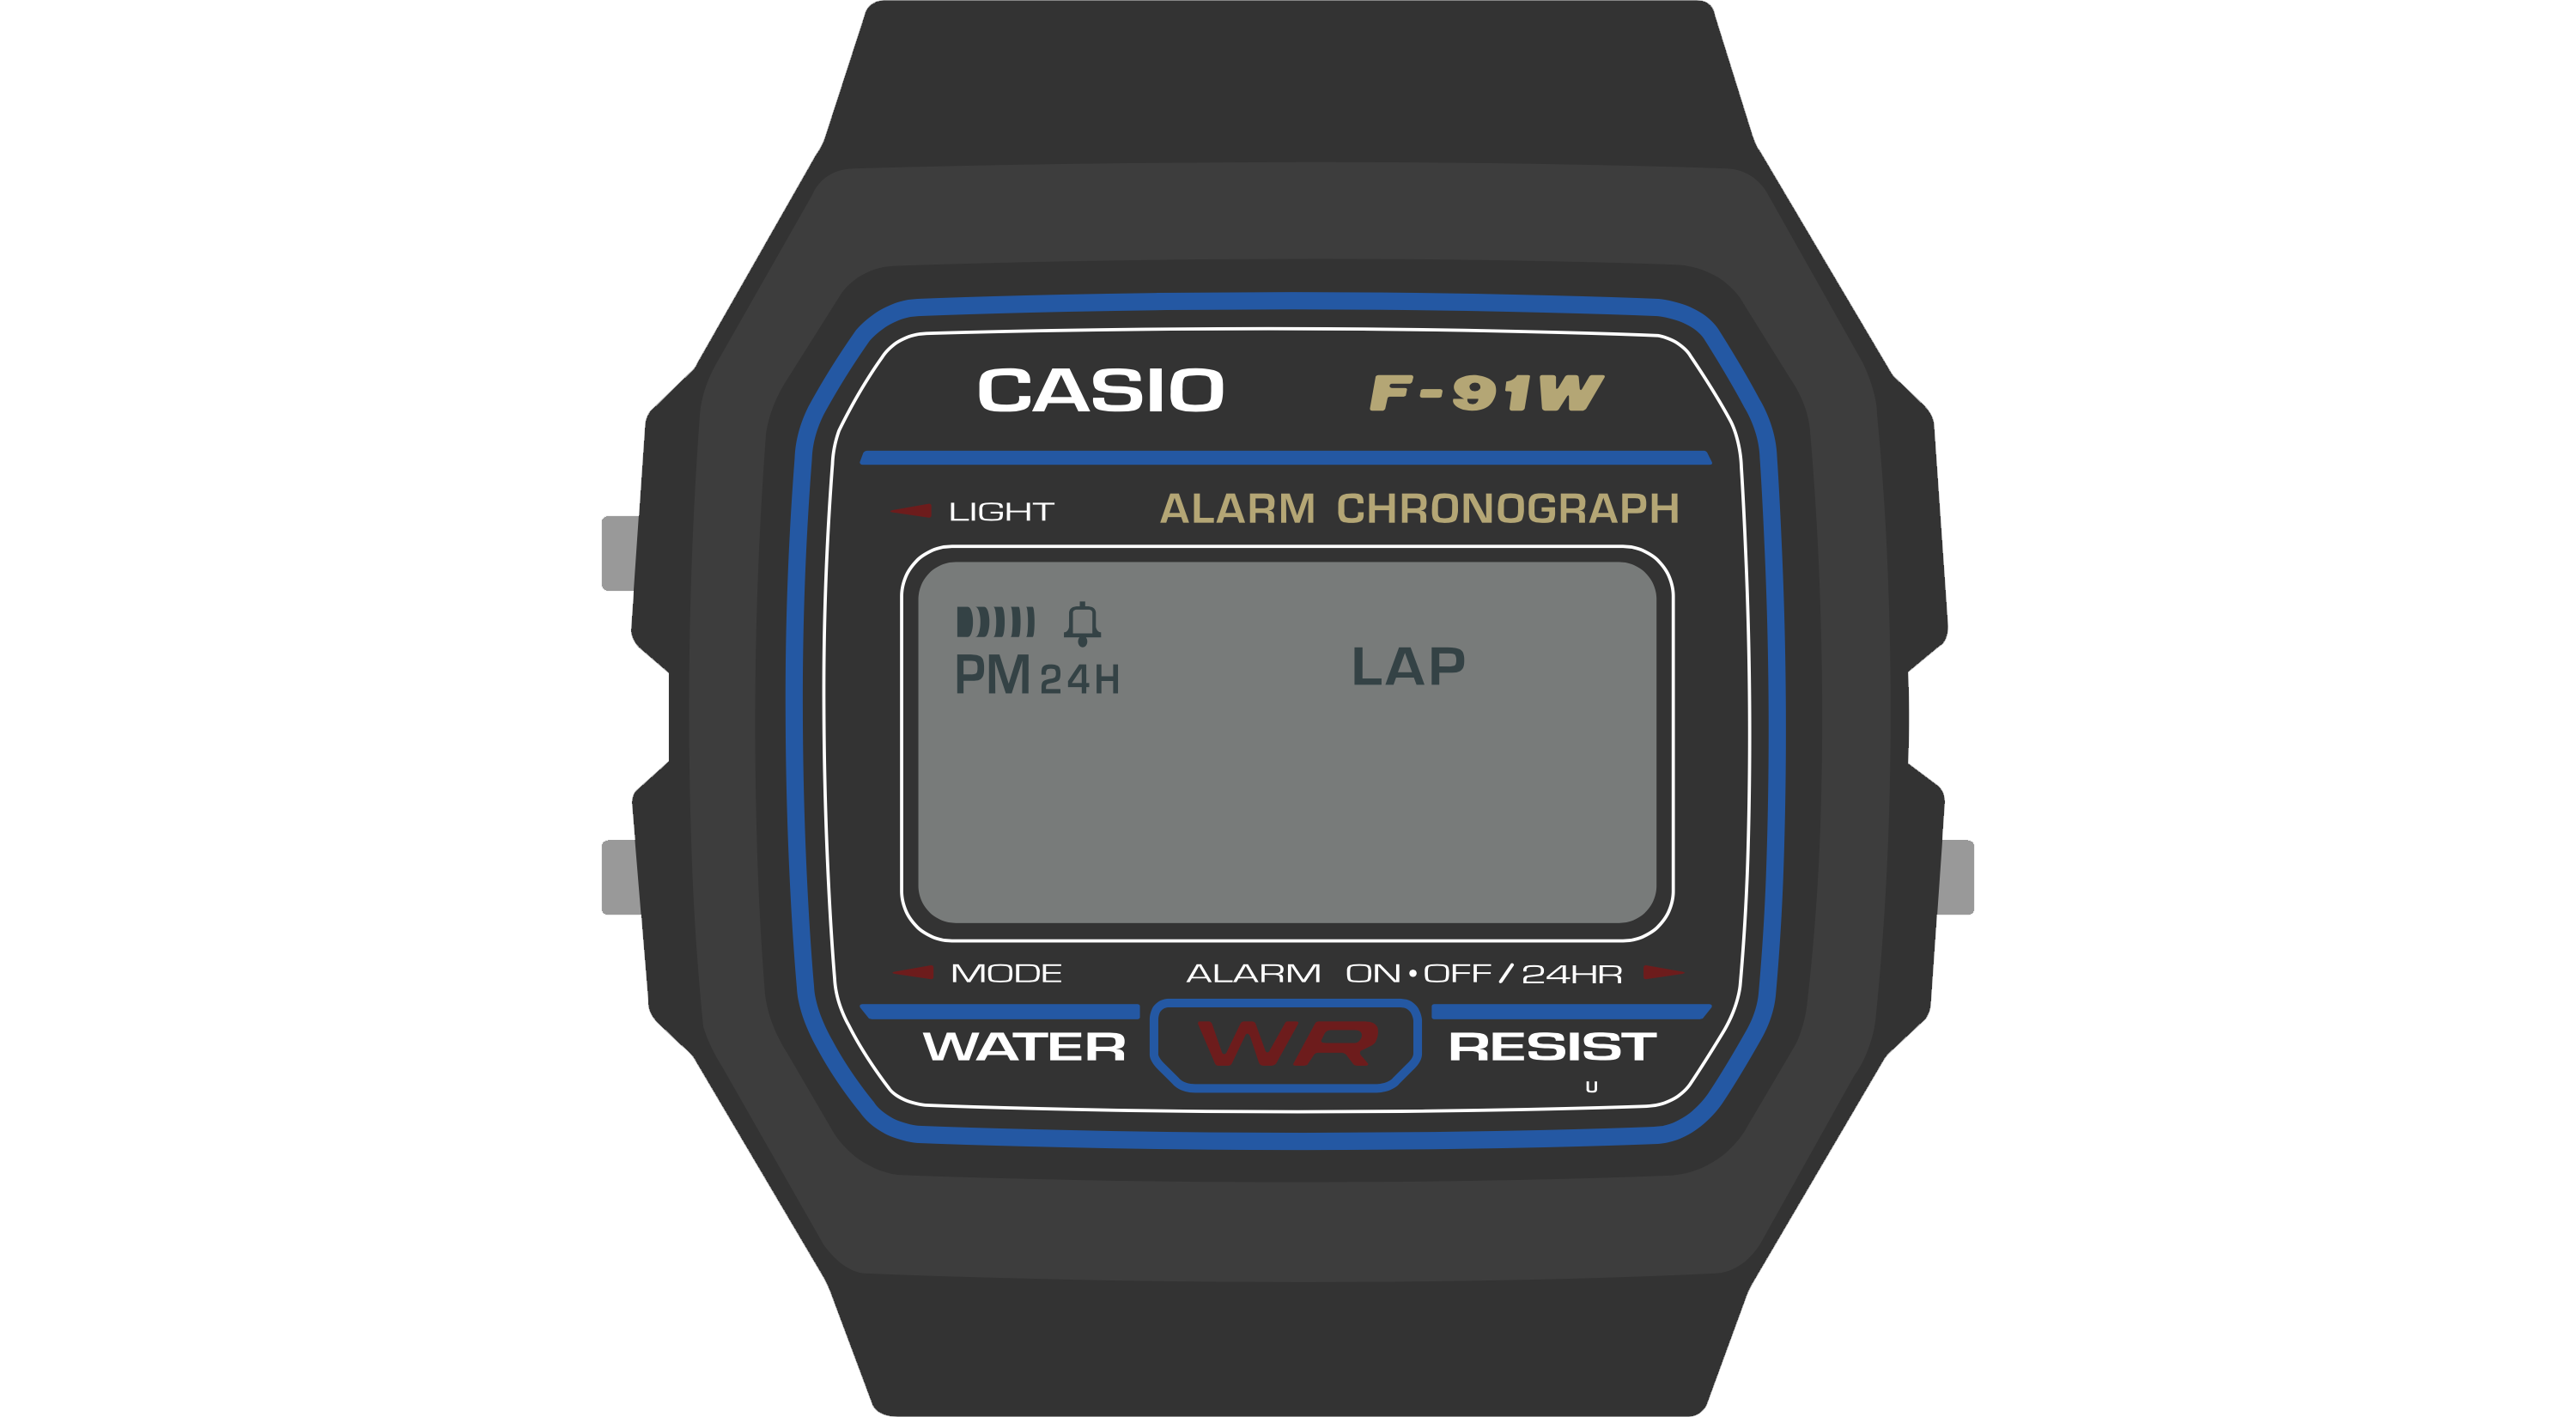 CASIO F-91W
LIGHT ALARM CHRONOGRAPH
PM 24H LAP
MODE ALARM ON•OFF/24HR
WATER WR RESIST
U